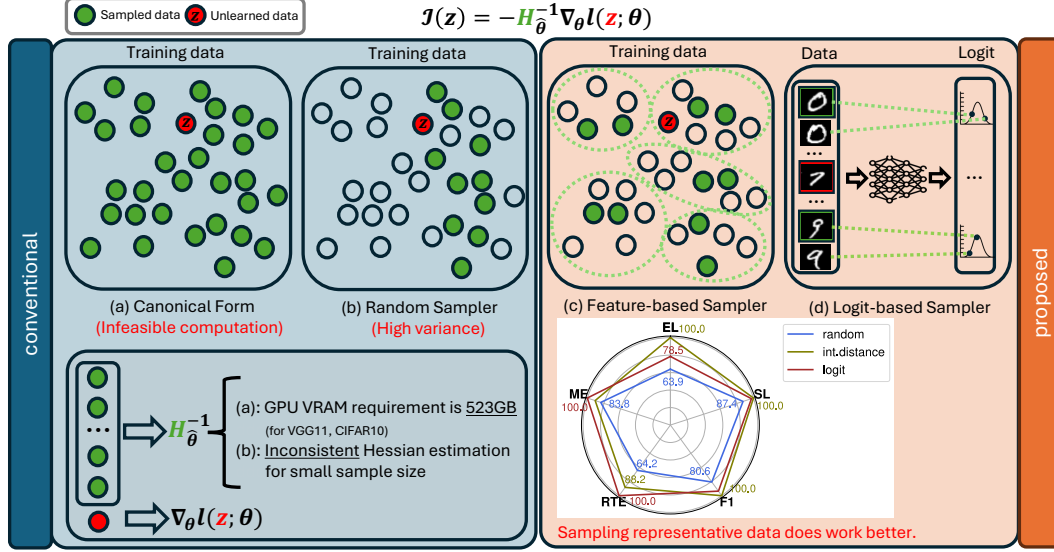 Sampled data
z Unlearned data
𝓘(z) = −H_θ̂^{-1}∇_θ l(z; θ)
conventional
Training data
z
(a) Canonical Form
(Infeasible computation)
Training data
z
(b) Random Sampler
(High variance)
...
H_θ̂^{-1}
(a): GPU VRAM requirement is 523GB
(for VGG11, CIFAR10)
(b): Inconsistent Hessian estimation
for small sample size
∇_θ l(z; θ)
Training data
z
(c) Feature-based Sampler
Data
Logit
...
...
...
(d) Logit-based Sampler
EL
100.0
78.5
63.9
ME
100.0
83.8
SL
87.4
100.0
64.2
88.2
RTE
100.0
80.6
100.0
F1
random
int.distance
logit
Sampling representative data does work better.
proposed